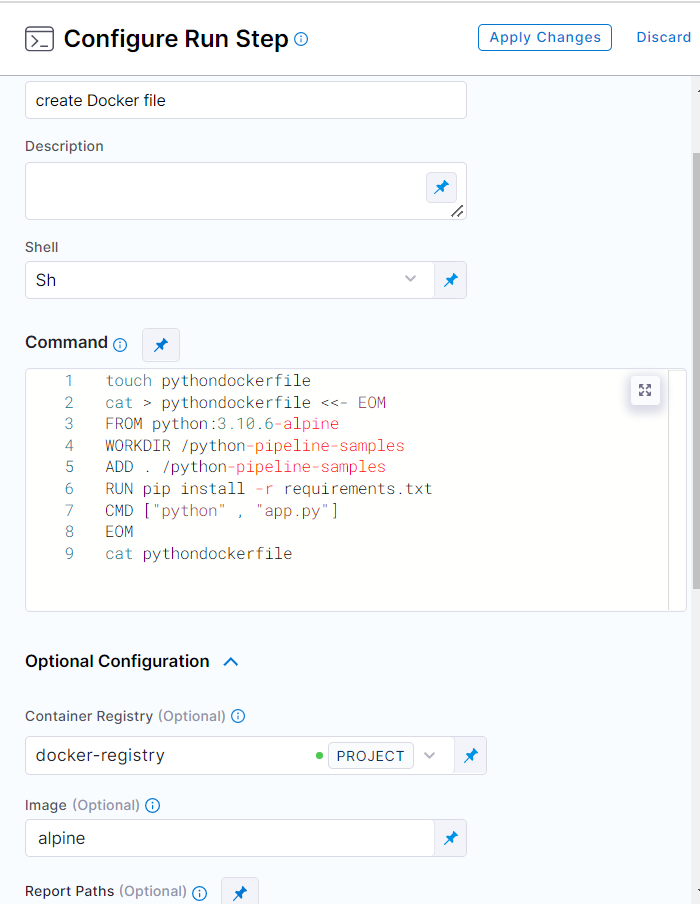 Configure Run Step
Apply Changes
Discard
create Docker file
Description
Shell
Sh
Command
1 touch pythondockerfile
2 cat > pythondockerfile <<- EOM
3 FROM python:3.10.6-alpine
4 WORKDIR /python-pipeline-samples
5 ADD . /python-pipeline-samples
6 RUN pip install -r requirements.txt
7 CMD ["python" , "app.py"]
8 EOM
9 cat pythondockerfile
Optional Configuration
Container Registry (Optional)
docker-registry PROJECT
Image (Optional)
alpine
Report Paths (Optional)